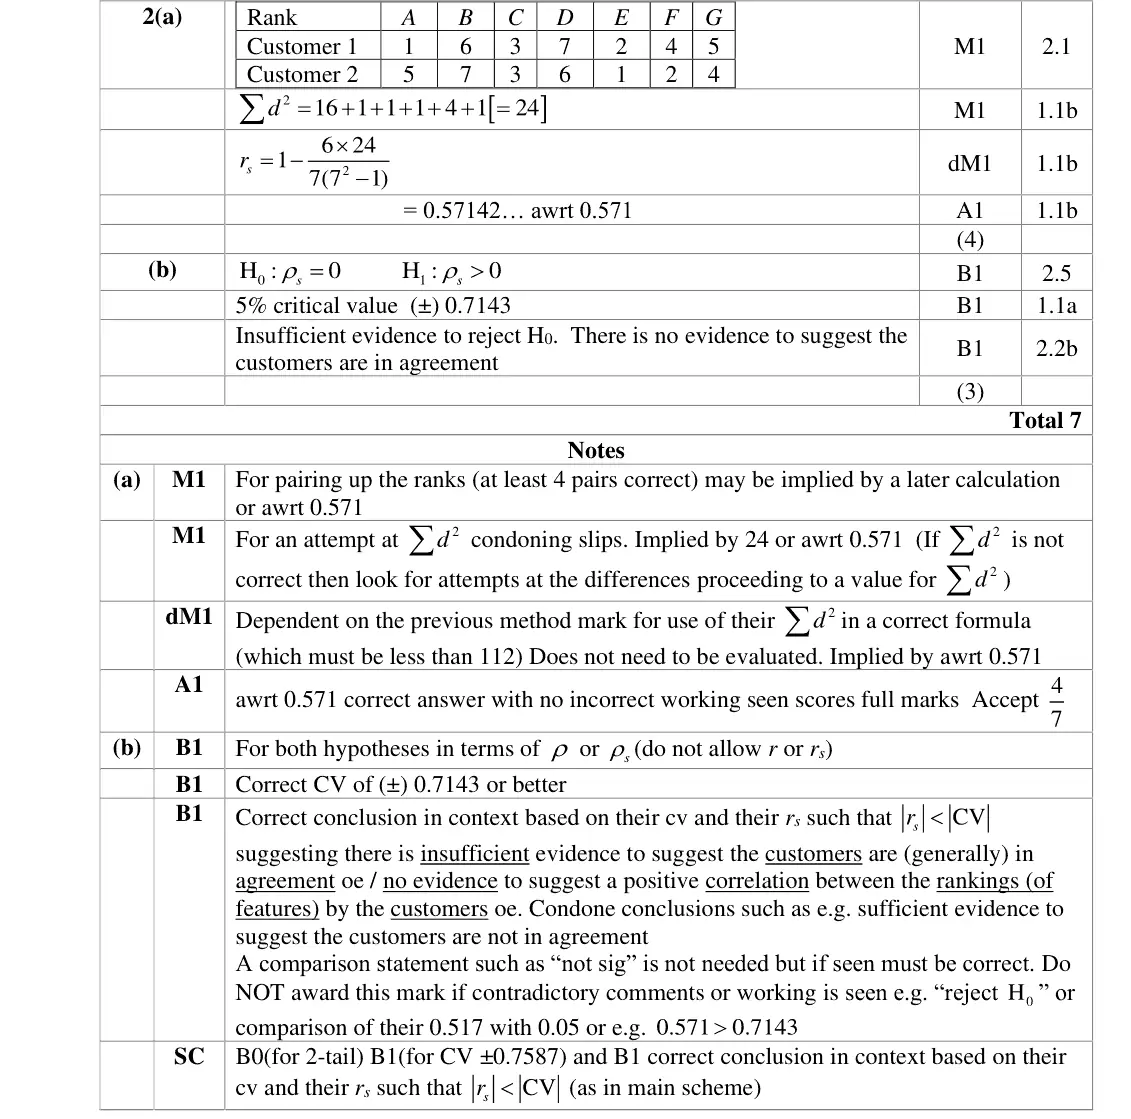 2(a) Rank A B C D E F G
Customer 1 1 6 3 7 2 4 5 M1 2.1
Customer 2 5 7 3 6 1 2 4
∑d² = 16+1+1+1+4+1[= 24] M1 1.1b
rₛ = 1− 6×24 / 7(7² −1) dM1 1.1b
= 0.57142… awrt 0.571 A1 1.1b
(4)
(b) H₀ : ρₛ = 0 H₁ : ρₛ > 0 B1 2.5
5% critical value (±) 0.7143 B1 1.1a
Insufficient evidence to reject H₀. There is no evidence to suggest the
customers are in agreement B1 2.2b
(3)
Total 7
Notes
(a) M1 For pairing up the ranks (at least 4 pairs correct) may be implied by a later calculation
or awrt 0.571
M1 For an attempt at ∑d² condoning slips. Implied by 24 or awrt 0.571 (If ∑d² is not
correct then look for attempts at the differences proceeding to a value for ∑d² )
dM1 Dependent on the previous method mark for use of their ∑d² in a correct formula
(which must be less than 112) Does not need to be evaluated. Implied by awrt 0.571
A1 awrt 0.571 correct answer with no incorrect working seen scores full marks Accept 4/7
(b) B1 For both hypotheses in terms of ρ or ρₛ (do not allow r or rₛ)
B1 Correct CV of (±) 0.7143 or better
B1 Correct conclusion in context based on their cv and their rₛ such that |rₛ| < |CV|
suggesting there is insufficient evidence to suggest the customers are (generally) in
agreement oe / no evidence to suggest a positive correlation between the rankings (of
features) by the customers oe. Condone conclusions such as e.g. sufficient evidence to
suggest the customers are not in agreement
A comparison statement such as “not sig” is not needed but if seen must be correct. Do
NOT award this mark if contradictory comments or working is seen e.g. “reject H₀ ” or
comparison of their 0.517 with 0.05 or e.g. 0.571 > 0.7143
SC B0(for 2-tail) B1(for CV ±0.7587) and B1 correct conclusion in context based on their
cv and their rₛ such that |rₛ| < |CV| (as in main scheme)